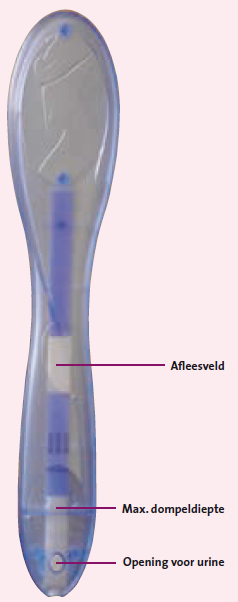 Afleesveld
Max. dompeldiepte
Opening voor urine